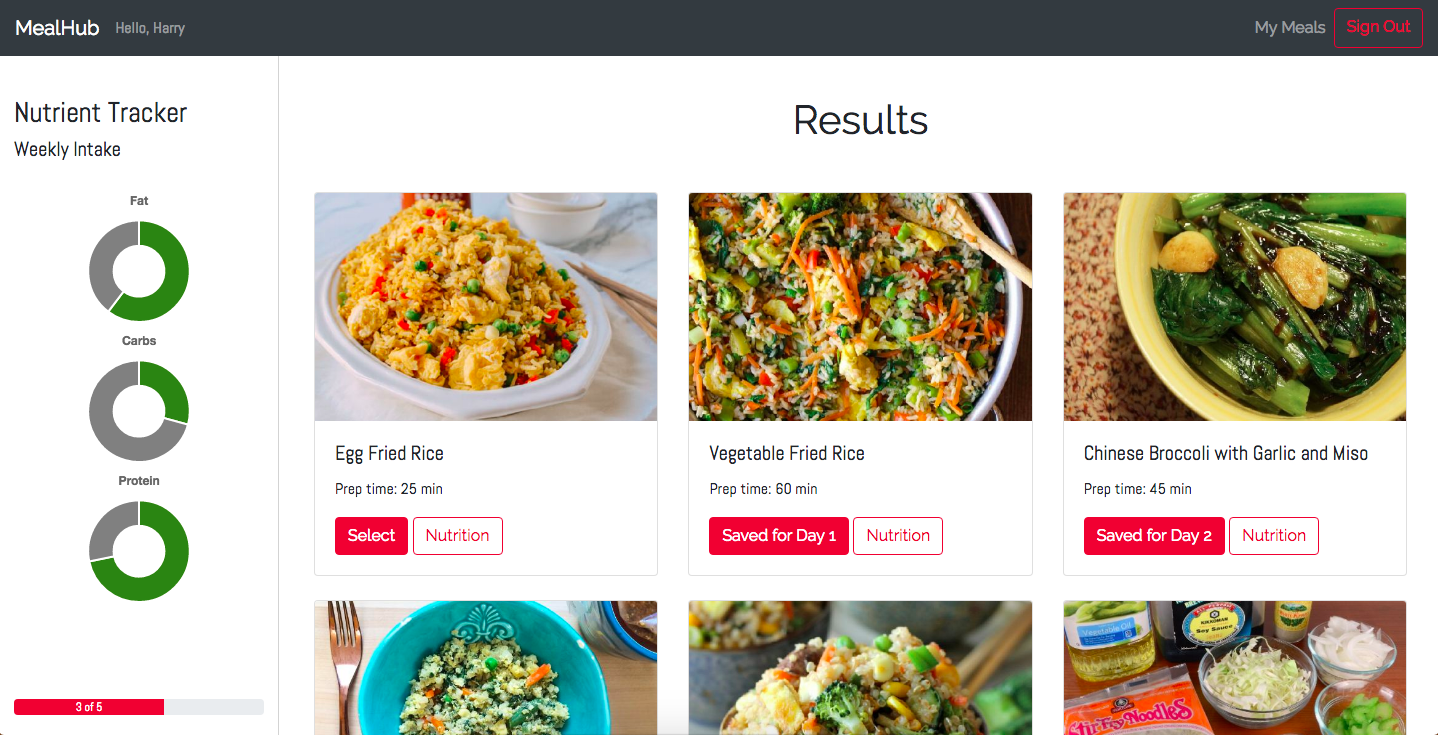 MealHub Hello, Harry My Meals Sign Out
Nutrient Tracker
Weekly Intake
Fat
Carbs
Protein
3 of 5
Results
Egg Fried Rice
Prep time: 25 min
Select Nutrition
Vegetable Fried Rice
Prep time: 60 min
Saved for Day 1 Nutrition
Chinese Broccoli with Garlic and Miso
Prep time: 45 min
Saved for Day 2 Nutrition
Vegetable Oil
KIKKOMAN
Soy Sauce
Stir-Fry Noodles